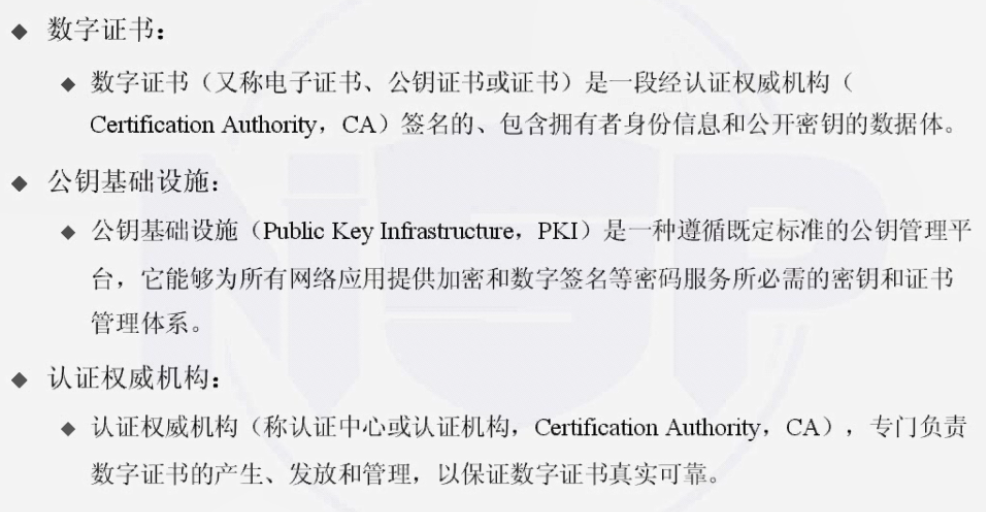 数字证书：
数字证书（又称电子证书、公钥证书或证书）是一段经认证权威机构（
Certification Authority，CA）签名的、包含拥有者身份信息和公开密钥的数据体。
公钥基础设施：
公钥基础设施（Public Key Infrastructure，PKI）是一种遵循既定标准的公钥管理平
台，它能够为所有网络应用提供加密和数字签名等密码服务所必需的密钥和证书
管理体系。
认证权威机构：
认证权威机构（称认证中心或认证机构，Certification Authority，CA），专门负责
数字证书的产生、发放和管理，以保证数字证书真实可靠。
NSP